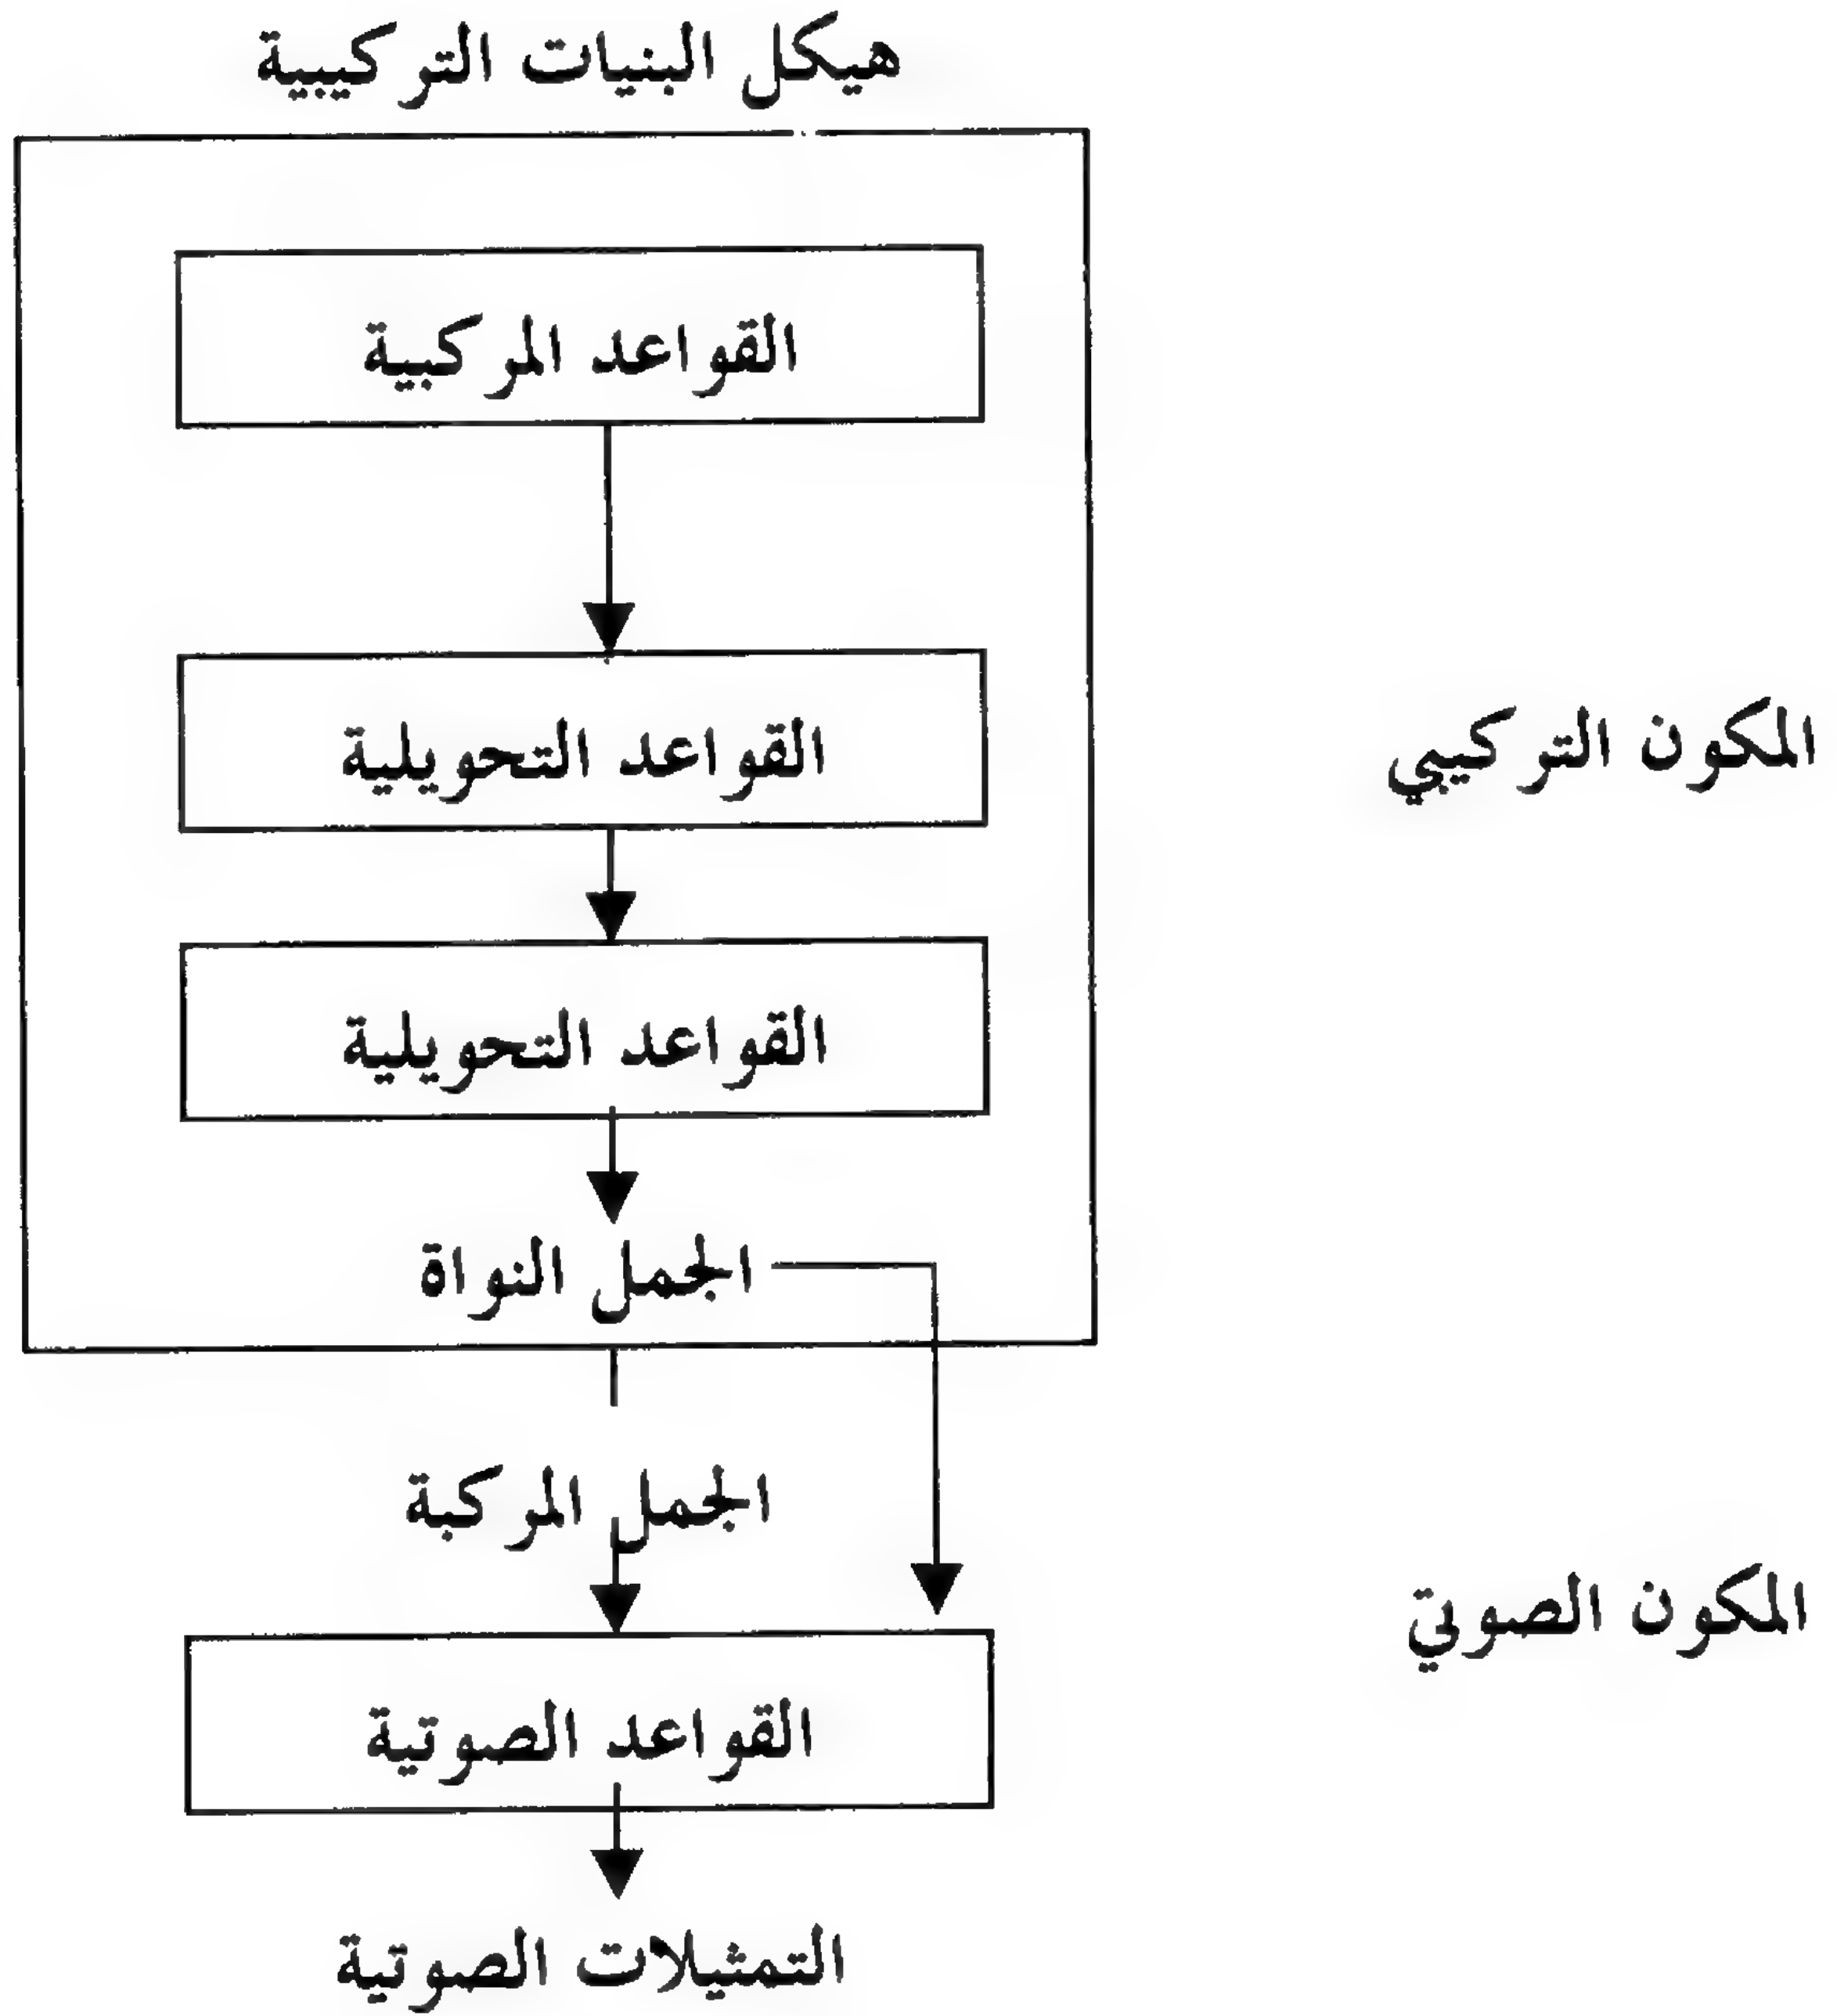 هيكل البنيات التركيبية
القواعد المركبية
القواعد التحويلية
المكون التركيبي
القواعد التحويلية
الجمل النواة
الجمل المركبة
المكون الصوتي
القواعد الصوتية
التمثيلات الصوتية